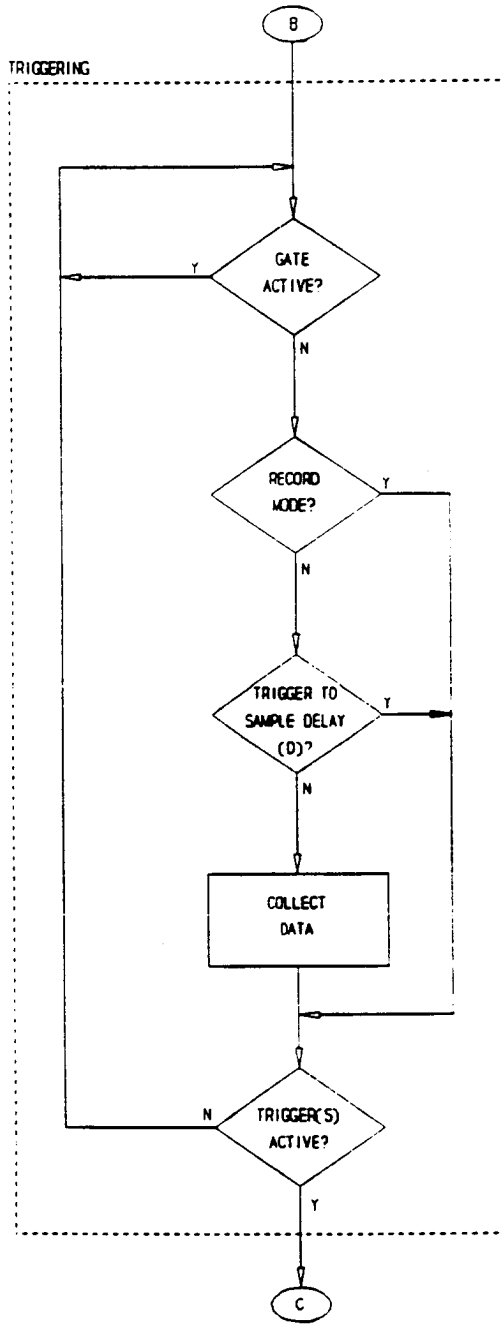 B
TRIGGERING
GATE
ACTIVE?
Y
N
RECORD
MODE?
Y
N
TRIGGER TO
SAMPLE DELAY
(D)?
Y
N
COLLECT
DATA
TRIGGER(S)
ACTIVE?
N
Y
C